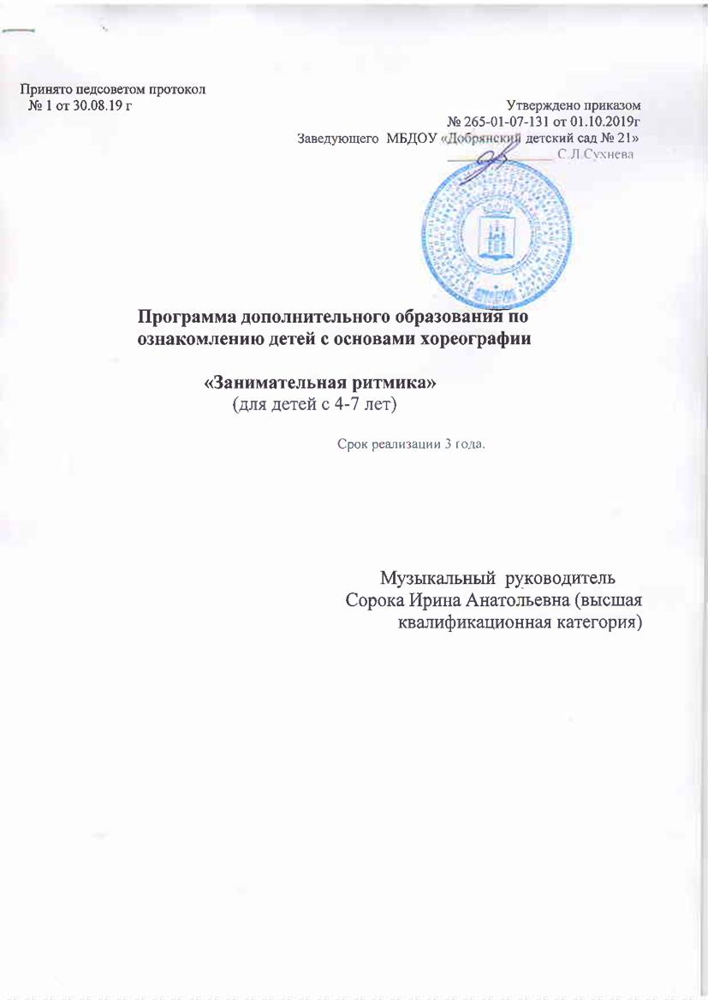 Принято педсоветом протокол
№ 1 от 30.08.19 г
Утверждено приказом
№ 265-01-07-131 от 01.10.2019г
Заведующего МБДОУ «Добрянский детский сад № 21»
С.Л.Сухнева
Программа дополнительного образования по
ознакомлению детей с основами хореографии
«Занимательная ритмика»
(для детей с 4-7 лет)
Срок реализации 3 года.
Музыкальный руководитель
Сорока Ирина Анатольевна (высшая
квалификационная категория)